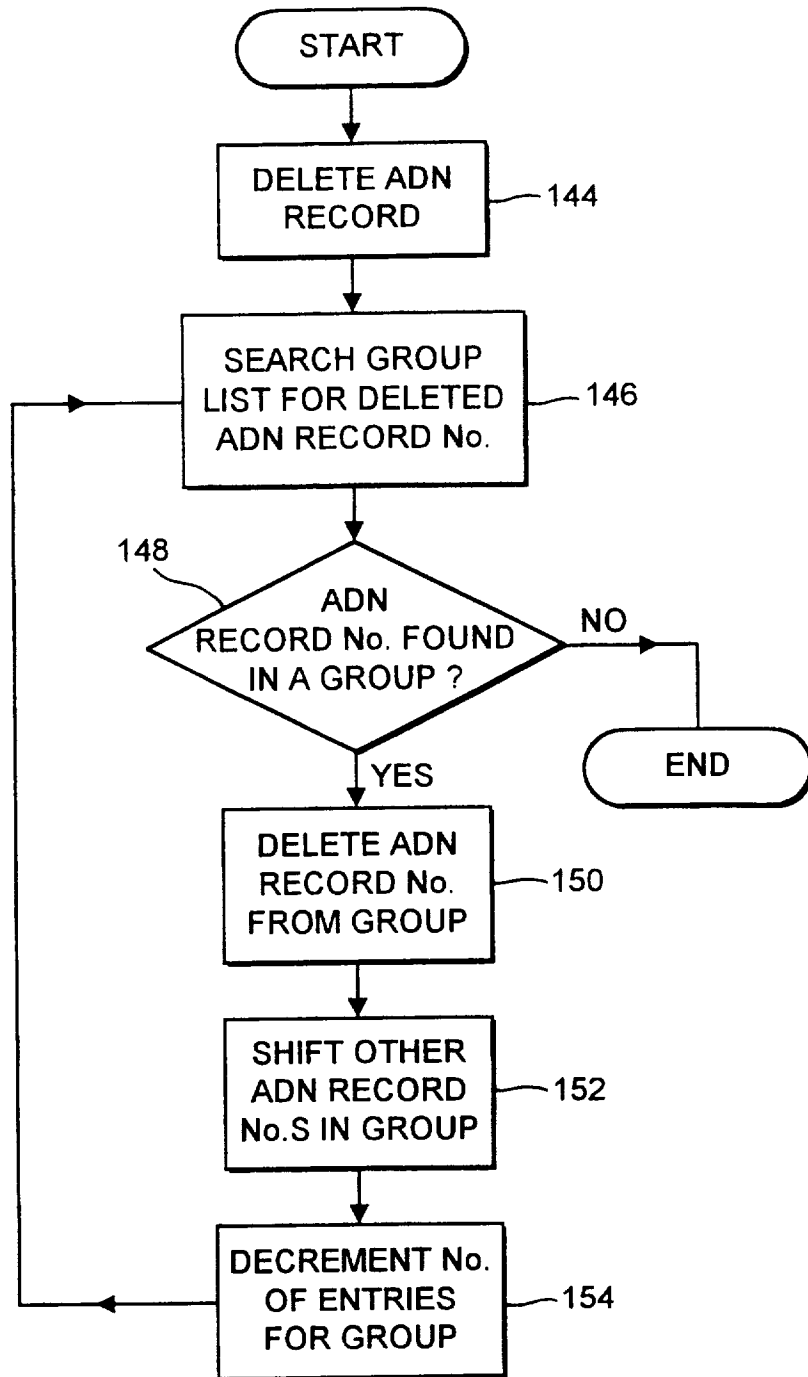 START
DELETE ADN
RECORD
144
SEARCH GROUP
LIST FOR DELETED
ADN RECORD No.
146
148
ADN
RECORD No. FOUND
IN A GROUP ?
NO
END
YES
DELETE ADN
RECORD No.
FROM GROUP
150
SHIFT OTHER
ADN RECORD
No.S IN GROUP
152
DECREMENT No.
OF ENTRIES
FOR GROUP
154